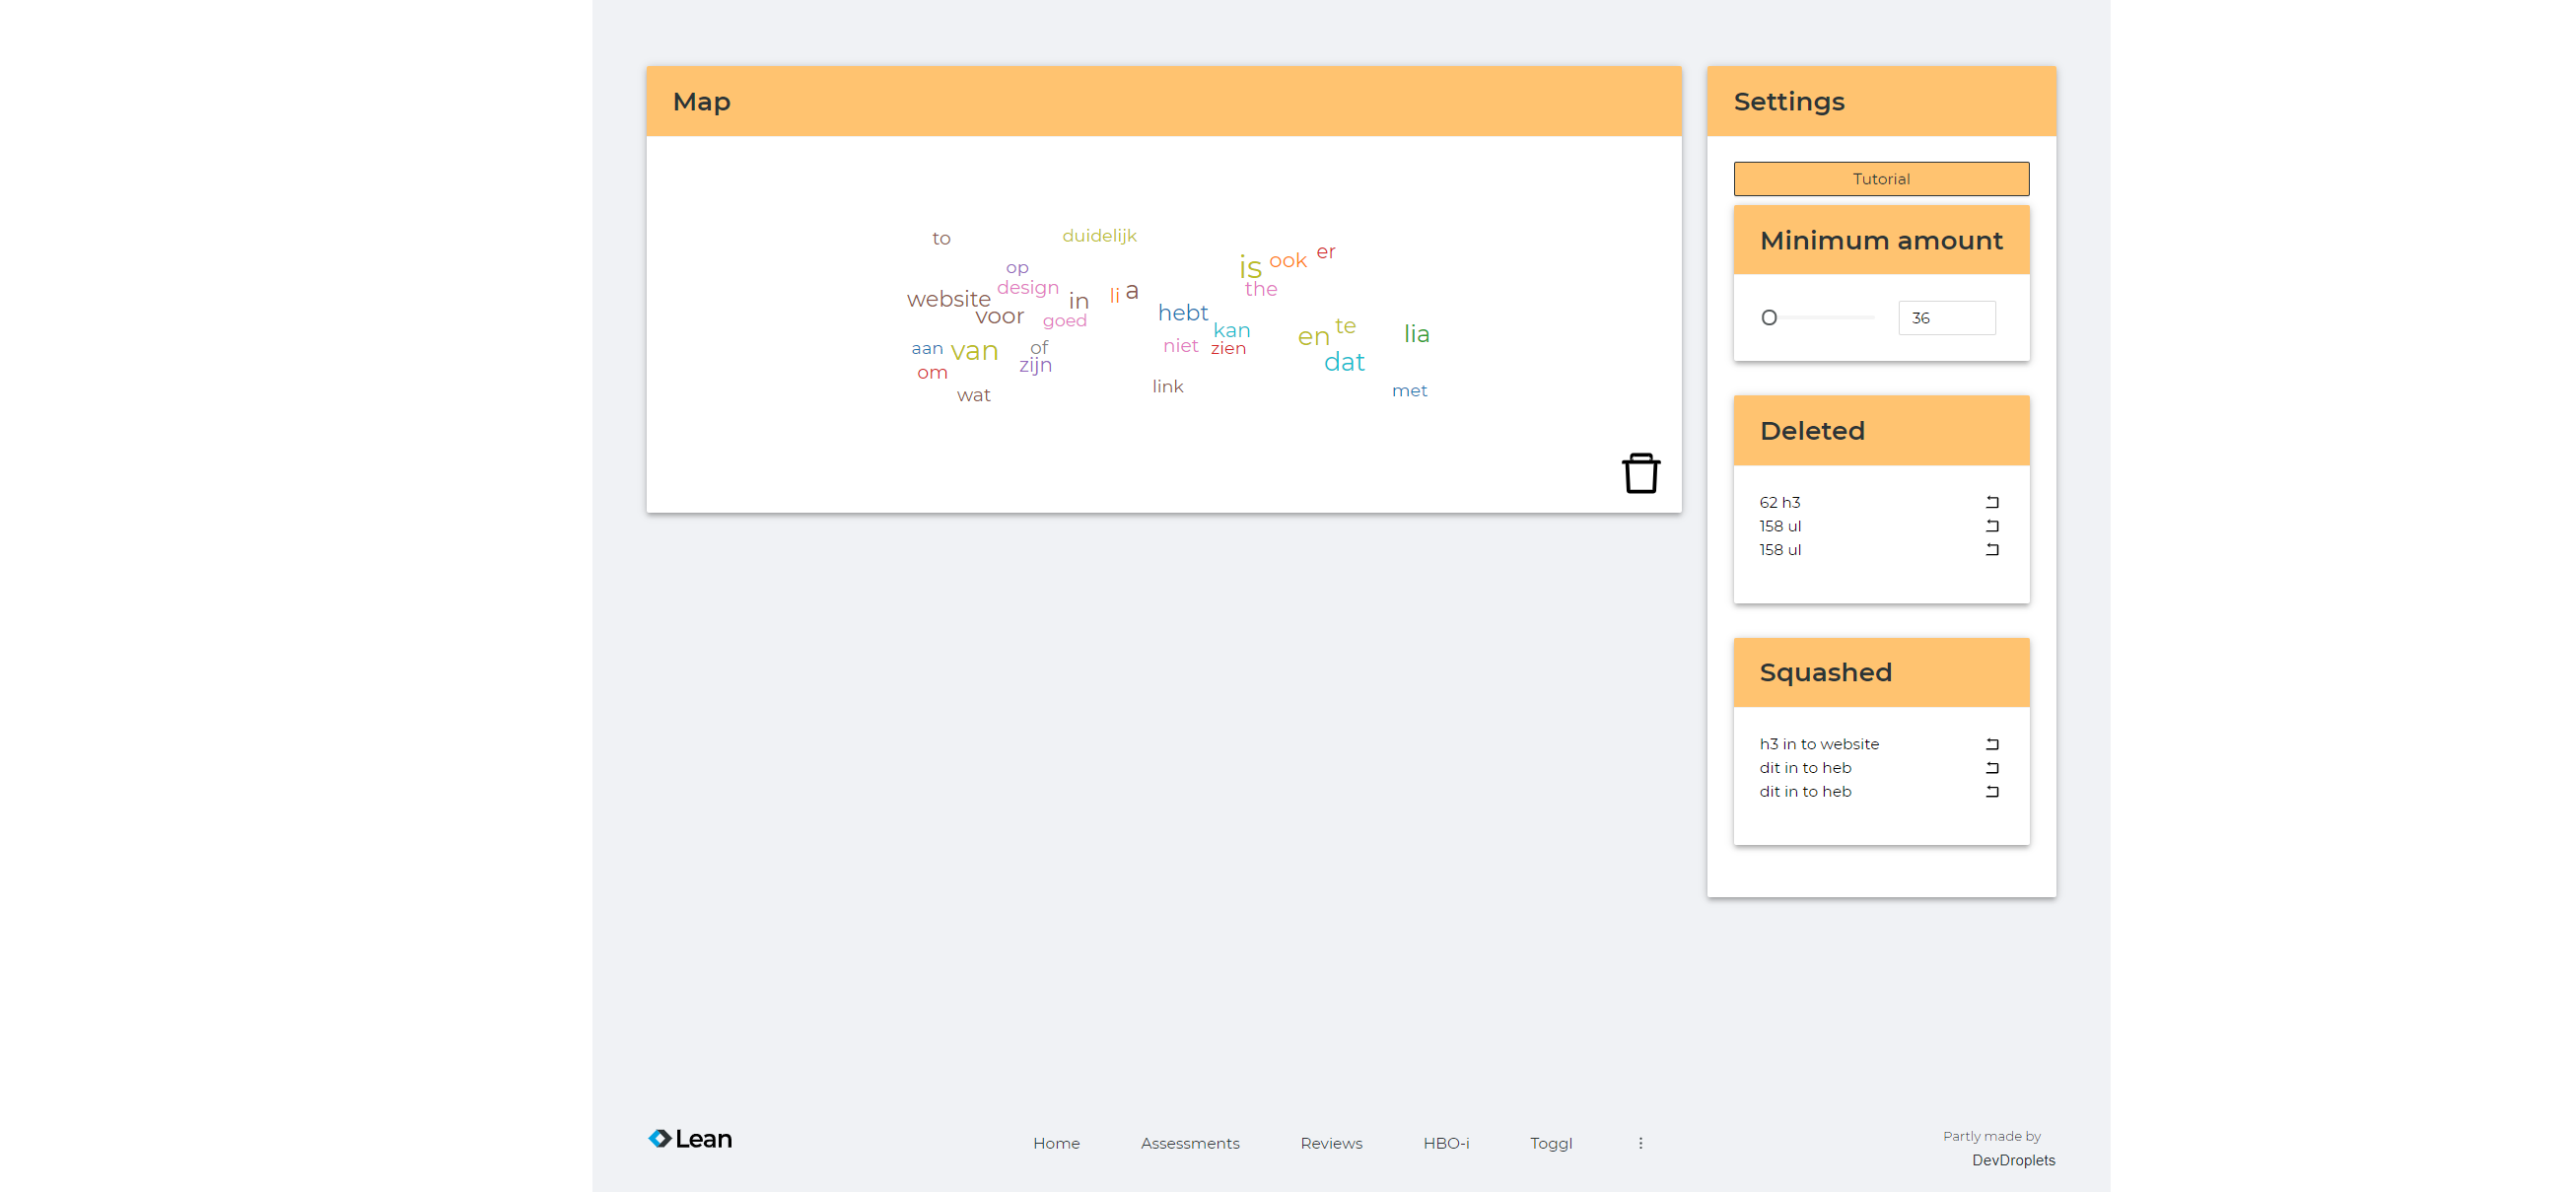 Map
to
duidelijk
er
is
ook
op
design
the
website
in
li
a
voor
goed
hebt
kan
en
te
lia
aan
van
of
niet
zien
zijn
dat
om
link
met
wat
Settings
Tutorial
Minimum amount
36
Deleted
62 h3
158 ul
158 ul
Squashed
h3 in to website
dit in to heb
dit in to heb
Lean
Home
Assessments
Reviews
HBO-i
Toggl
Partly made by
DevDroplets